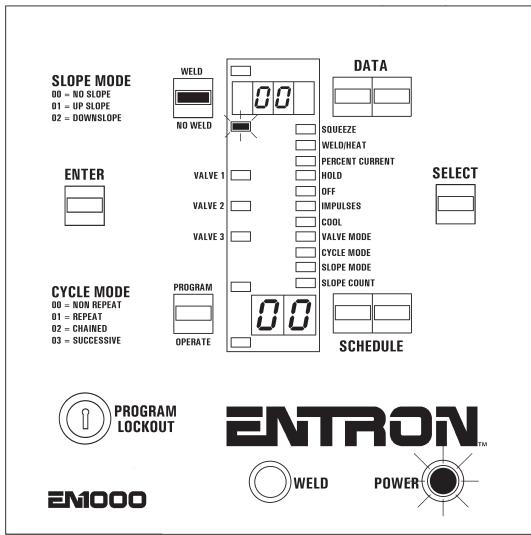 WELD
DATA
SLOPE MODE
00 = NO SLOPE
01 = UP SLOPE
02 = DOWNSLOPE
00
NO WELD
SQUEEZE
WELD/HEAT
PERCENT CURRENT
ENTER
VALVE 1
HOLD
SELECT
OFF
VALVE 2
IMPULSES
COOL
VALVE 3
VALVE MODE
CYCLE MODE
SLOPE MODE
SLOPE COUNT
CYCLE MODE
00 = NON REPEAT
01 = REPEAT
02 = CHAINED
03 = SUCCESSIVE
PROGRAM
00
OPERATE
SCHEDULE
PROGRAM
LOCKOUT
ENTRON™
WELD
POWER
EM1000